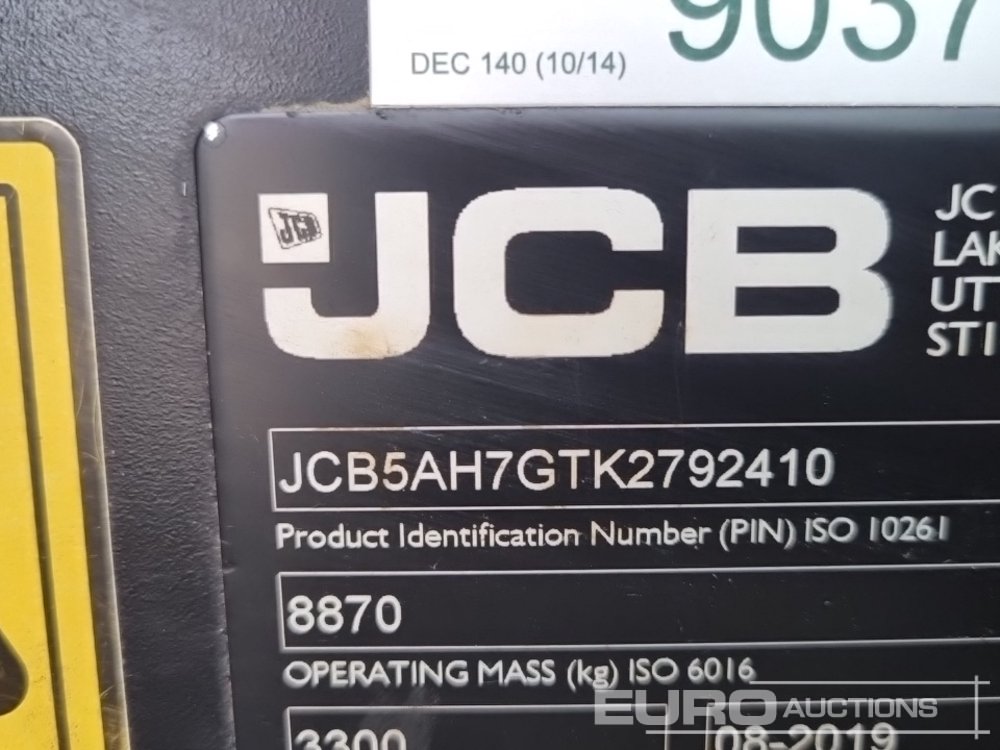 9037
DEC 140 (10/14)
JCB
JCB
JC
LAK
UT
STI
JCB5AH7GTK2792410
Product Identification Number (PIN) ISO 10261
8870
OPERATING MASS (kg) ISO 6016
3300
08-2019
EURO AUCTIONS